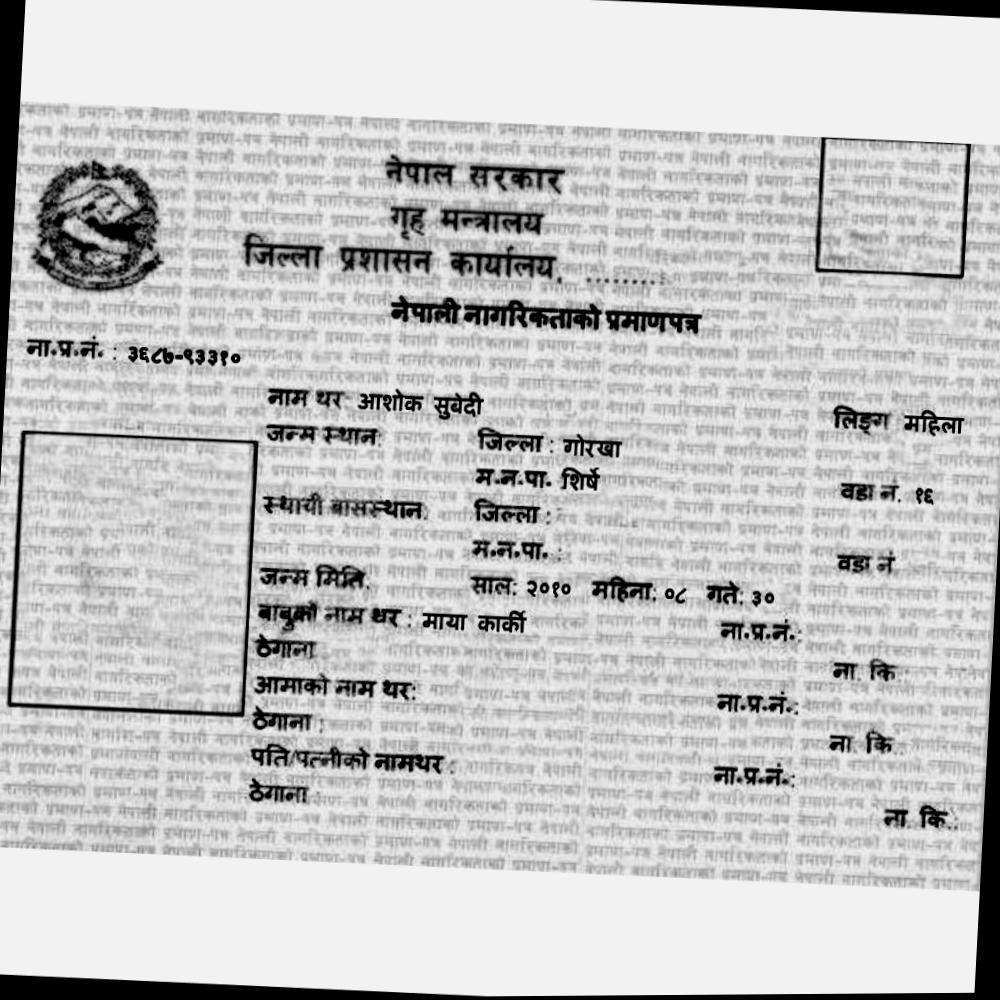 नेपाल सरकार
गृह मन्त्रालय
जिल्ला प्रशासन कार्यालय, .........
नेपाली नागरिकताको प्रमाणपत्र
ना.प्र.नं. : ३६८७-९३३१०
नाम थर: आशोक सुबेदी लिङ्ग महिला
जन्म स्थान: जिल्ला : गोरखा
म.न.पा. शिर्षे वडा नं. १६
स्थायी बासस्थान: जिल्ला :
म.न.पा. : वडा नं.
जन्म मिति: साल: २०१० महिना: ०८ गते: ३०
बाबुको नाम थर : माया कार्की ना.प्र.नं.:
ठेगाना ना. कि.:
आमाको नाम थर: ना.प्र.नं.:
ठेगाना : ना. कि.:
पति/पत्नीको नामथर : ना.प्र.नं.:
ठेगाना : ना. कि.: